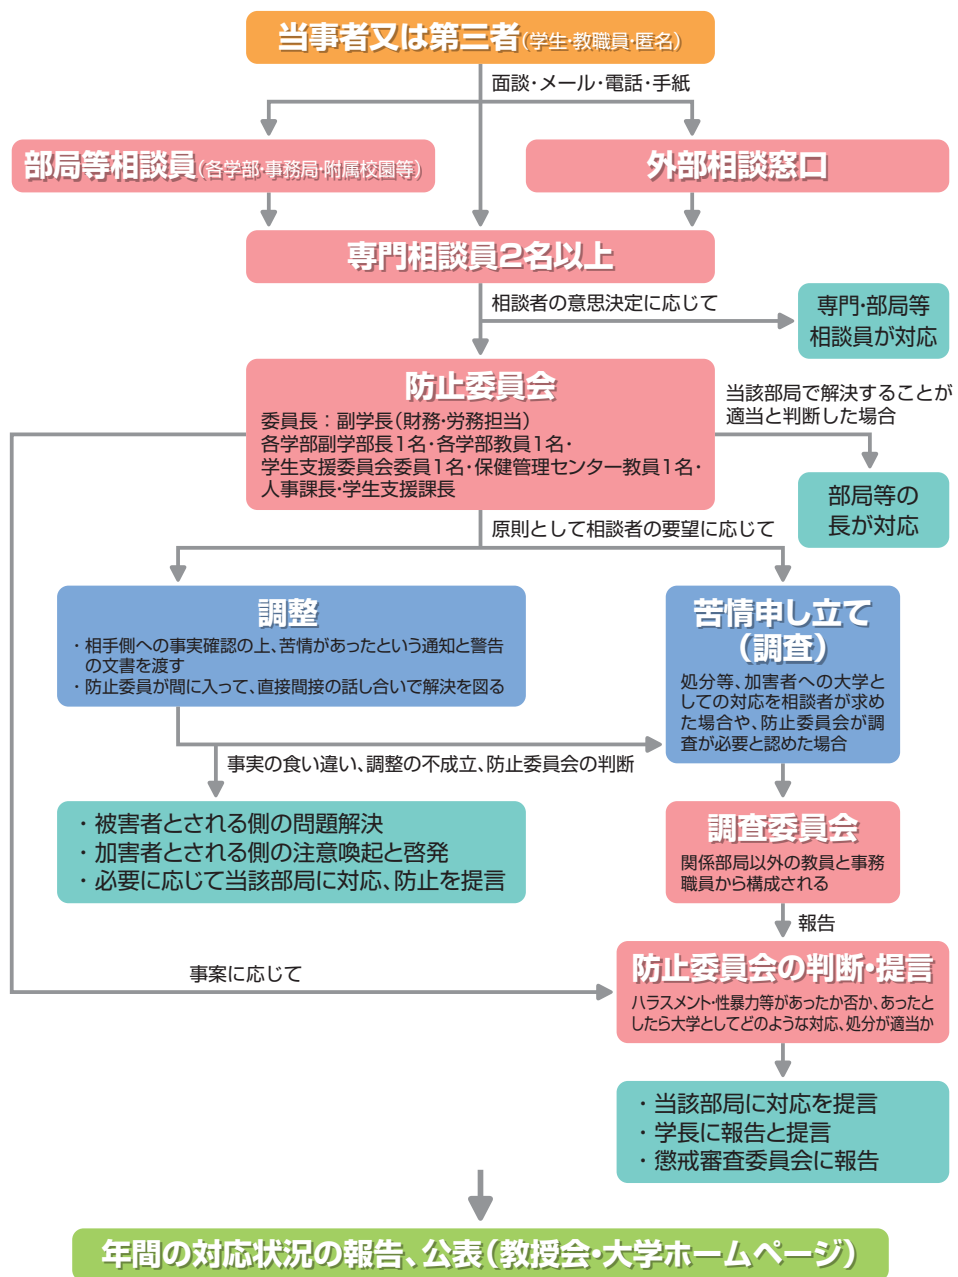 当事者又は第三者(学生・教職員・匿名)
面談・メール・電話・手紙
部局等相談員(各学部・事務局・附属校園等)
外部相談窓口
専門相談員2名以上
相談者の意思決定に応じて
専門・部局等
相談員が対応
防止委員会
委員長：副学長(財務・労務担当)
各学部副学部長1名・各学部教員1名・
学生支援委員会委員1名・保健管理センター教員1名・
人事課長・学生支援課長
当該部局で解決することが
適当と判断した場合
部局等の
長が対応
原則として相談者の要望に応じて
調整
・相手側への事実確認の上、苦情があったという通知と警告
の文書を渡す
・防止委員が間に入って、直接間接の話し合いで解決を図る
苦情申し立て
(調査)
処分等、加害者への大学と
しての対応を相談者が求め
た場合や、防止委員会が調
査が必要と認めた場合
事実の食い違い、調整の不成立、防止委員会の判断
・被害者とされる側の問題解決
・加害者とされる側の注意喚起と啓発
・必要に応じて当該部局に対応、防止を提言
調査委員会
関係部局以外の教員と事務
職員から構成される
報告
事案に応じて
防止委員会の判断・提言
ハラスメント・性暴力等があったか否か、あったと
したら大学としてどのような対応、処分が適当か
・当該部局に対応を提言
・学長に報告と提言
・懲戒審査委員会に報告
年間の対応状況の報告、公表(教授会・大学ホームページ)